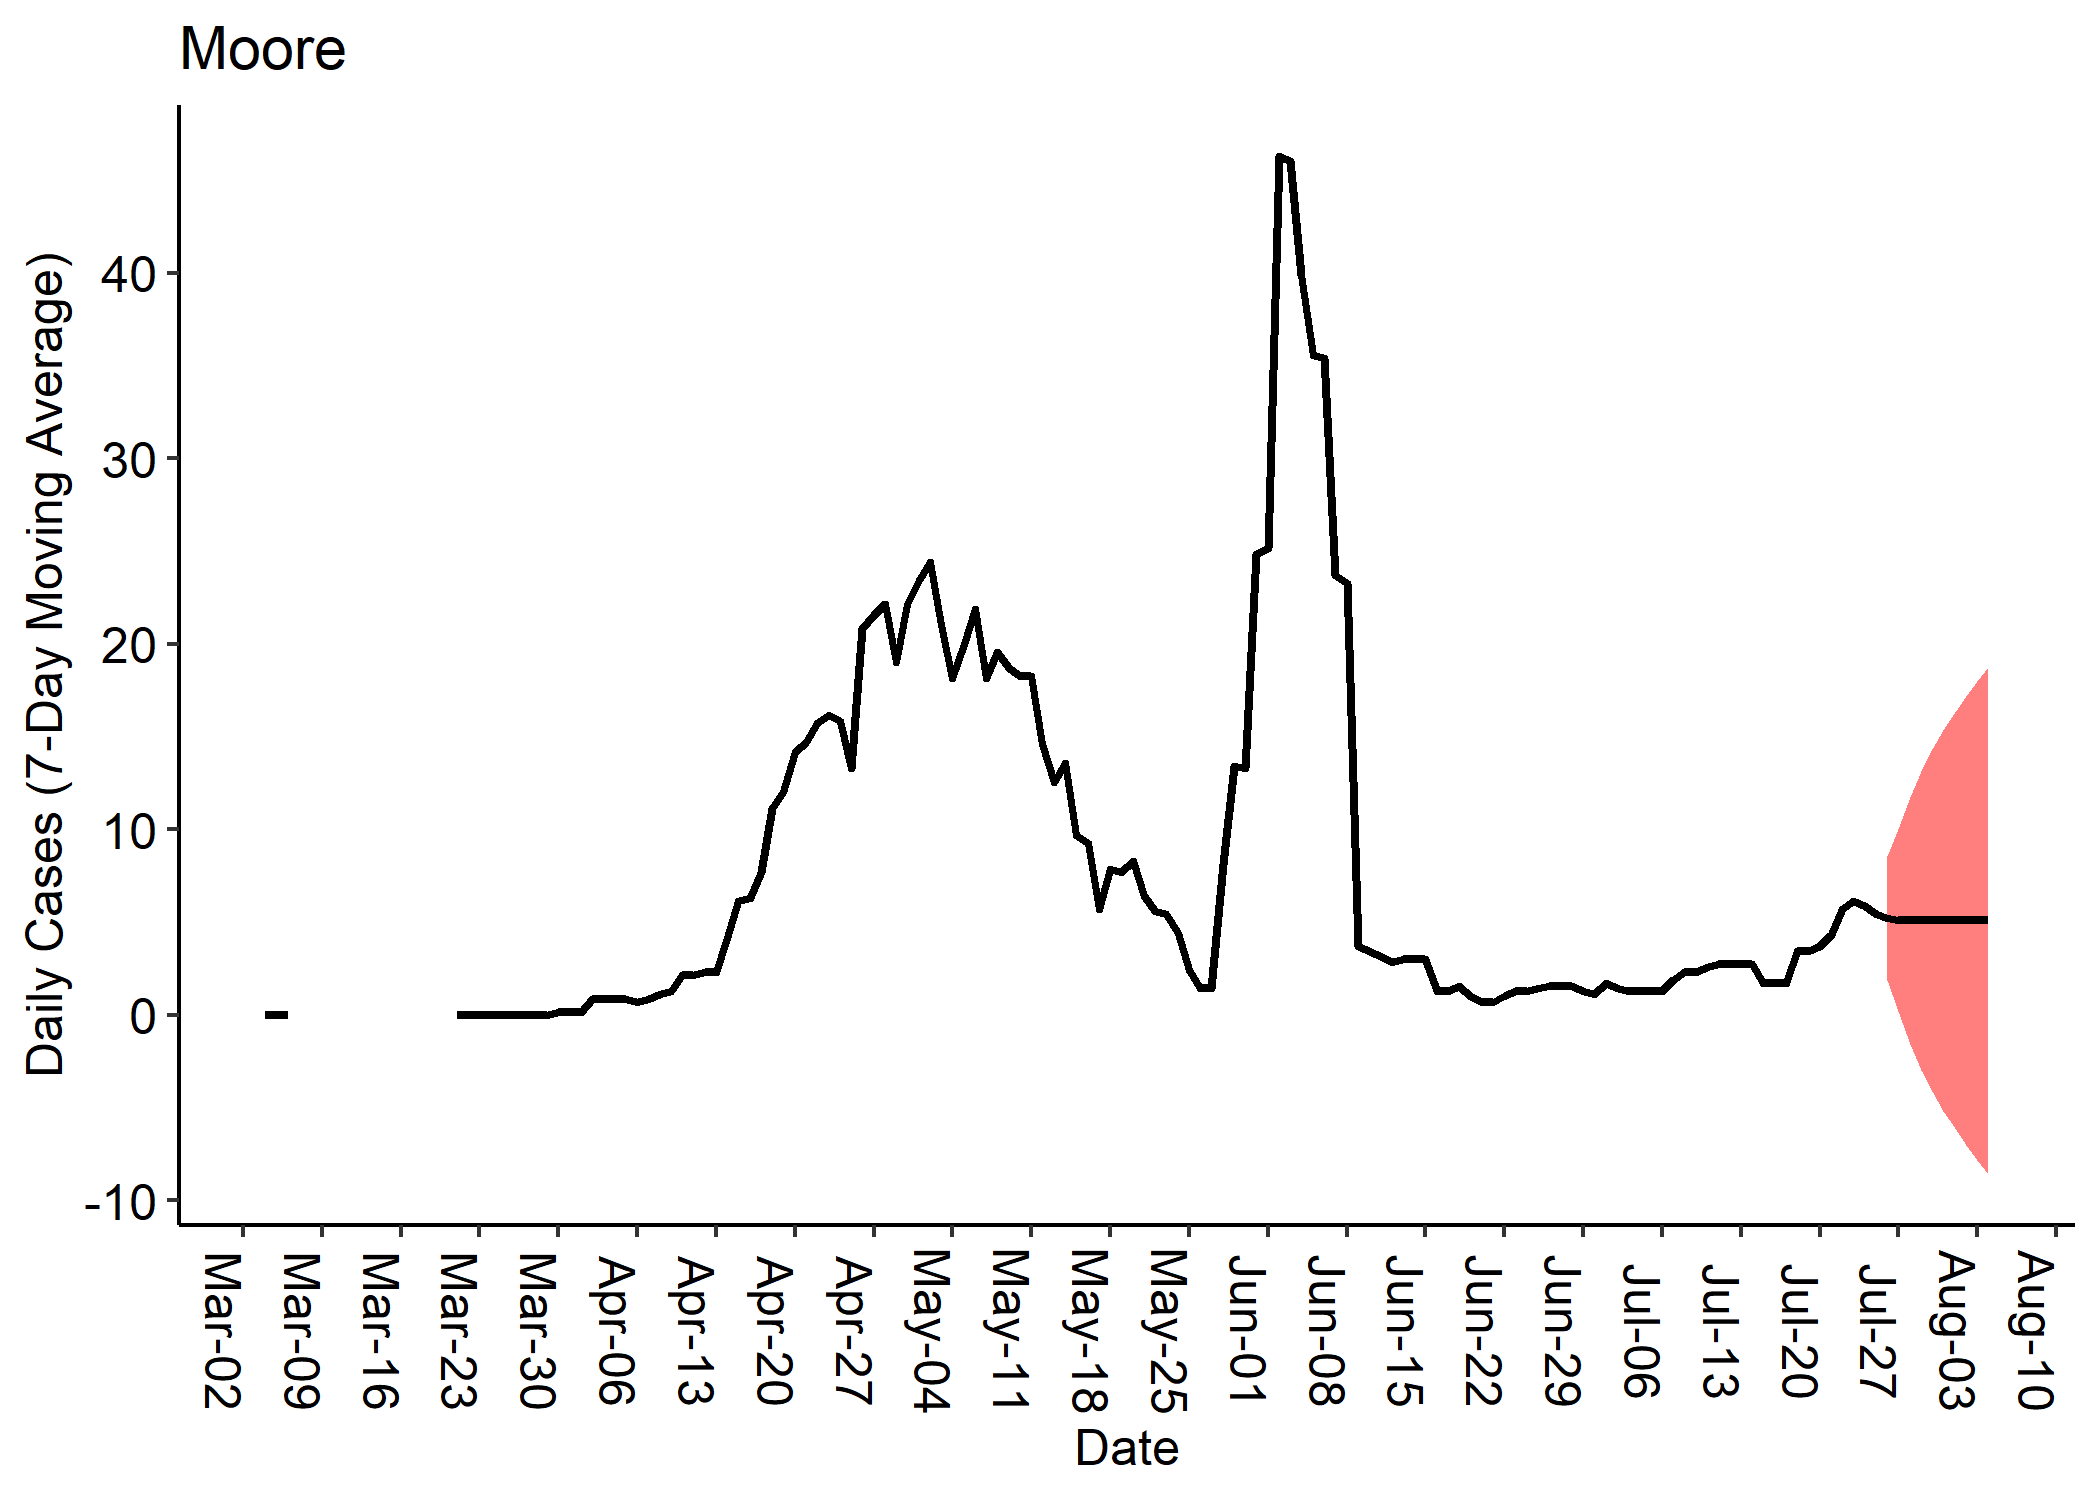 Moore
Daily Cases (7-Day Moving Average)
40
30
20
10
0
-10
Mar-02
Mar-09
Mar-16
Mar-23
Mar-30
Apr-06
Apr-13
Apr-20
Apr-27
May-04
May-11
May-18
May-25
Jun-01
Jun-08
Jun-15
Jun-22
Jun-29
Jul-06
Jul-13
Jul-20
Jul-27
Aug-03
Aug-10
Date